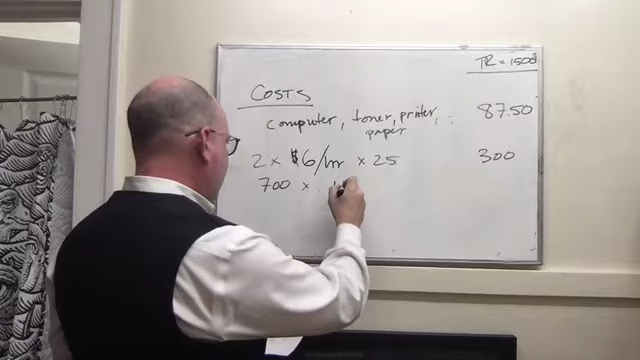 TR = 1500
COSTS
computer, toner, printer, : 87.50
paper
2 x $6/hr x 25 300
700 x .